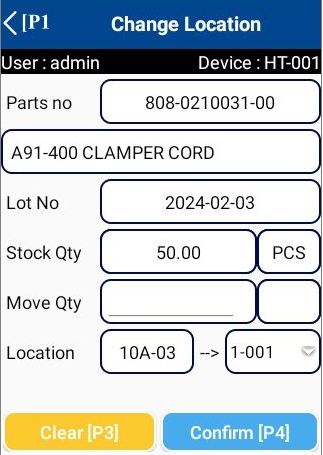 [P1 Change Location
User : admin Device : HT-001
Parts no 808-0210031-00
A91-400 CLAMPER CORD
Lot No 2024-02-03
Stock Qty 50.00 PCS
Move Qty
Location 10A-03 --> 1-001
Clear [P3] Confirm [P4]